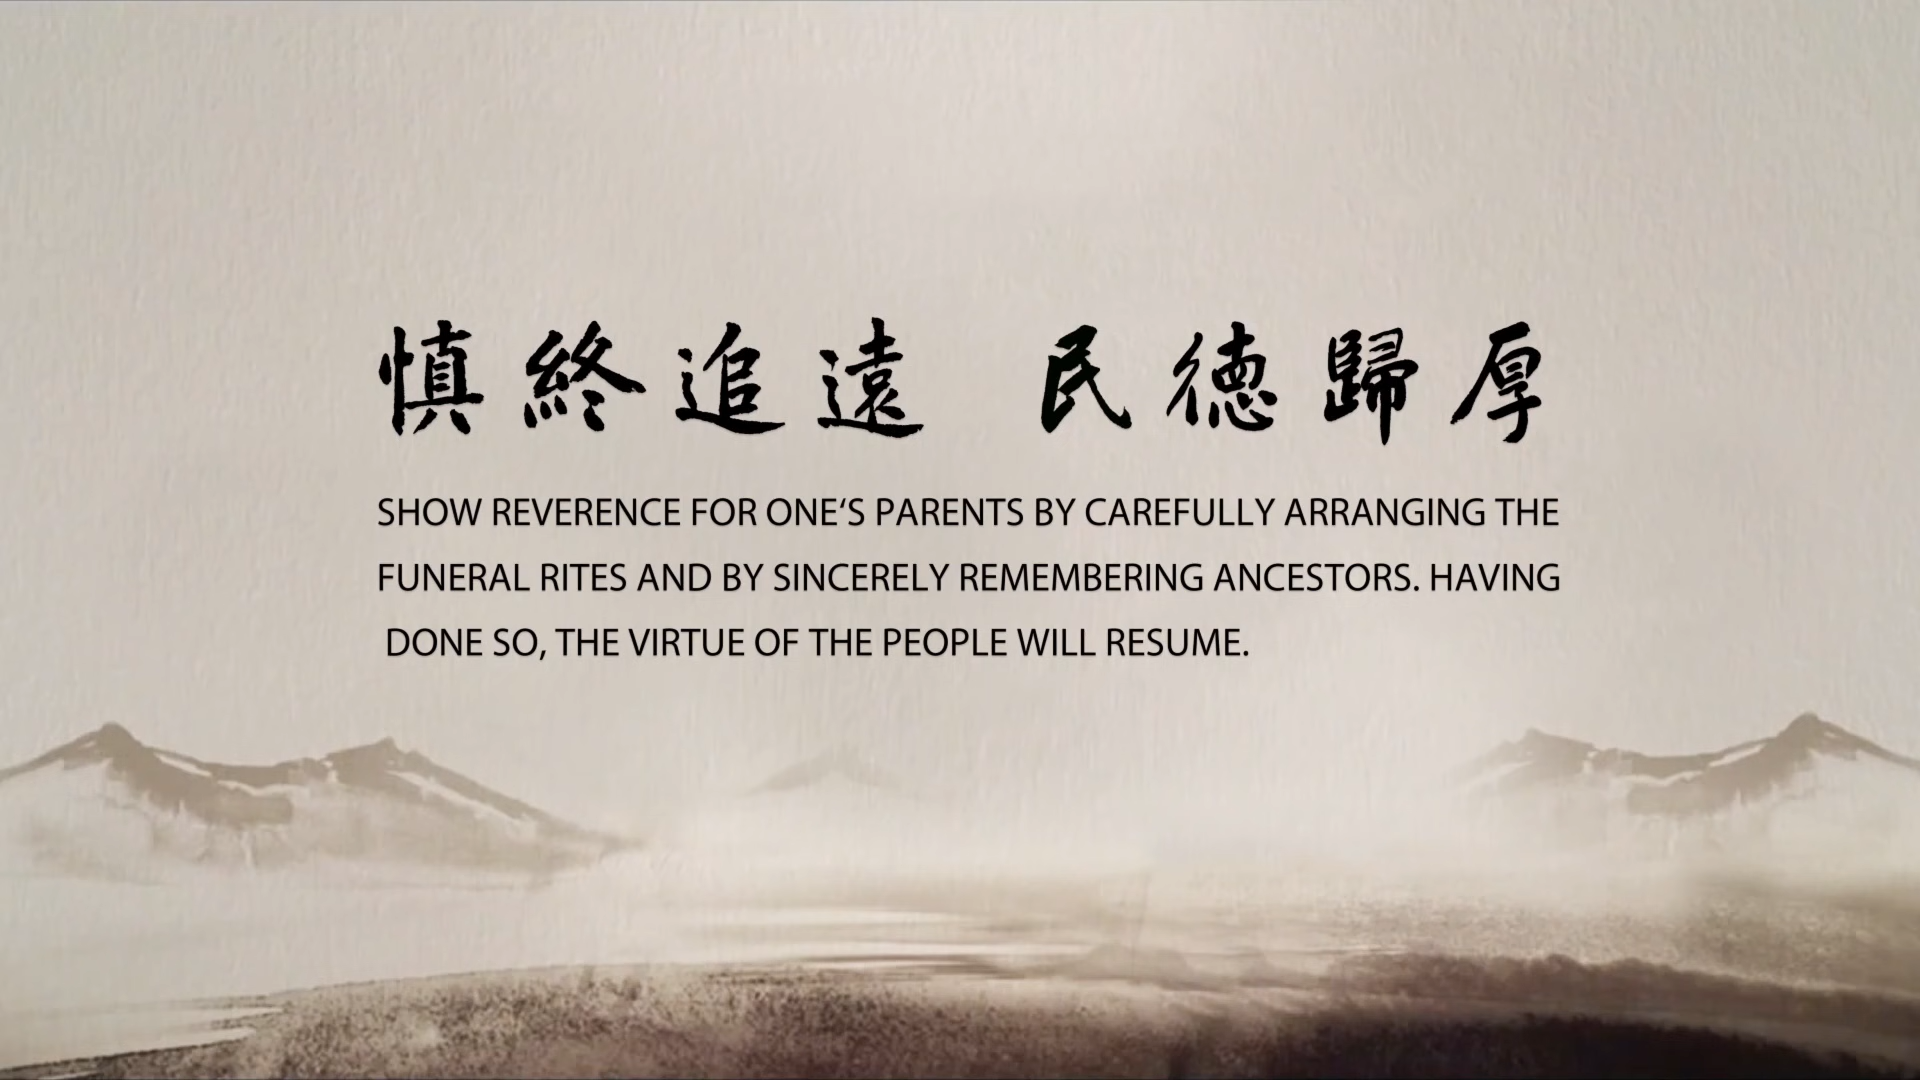 慎終追遠 民德歸厚
SHOW REVERENCE FOR ONE‘S PARENTS BY CAREFULLY ARRANGING THE
FUNERAL RITES AND BY SINCERELY REMEMBERING ANCESTORS. HAVING
DONE SO, THE VIRTUE OF THE PEOPLE WILL RESUME.